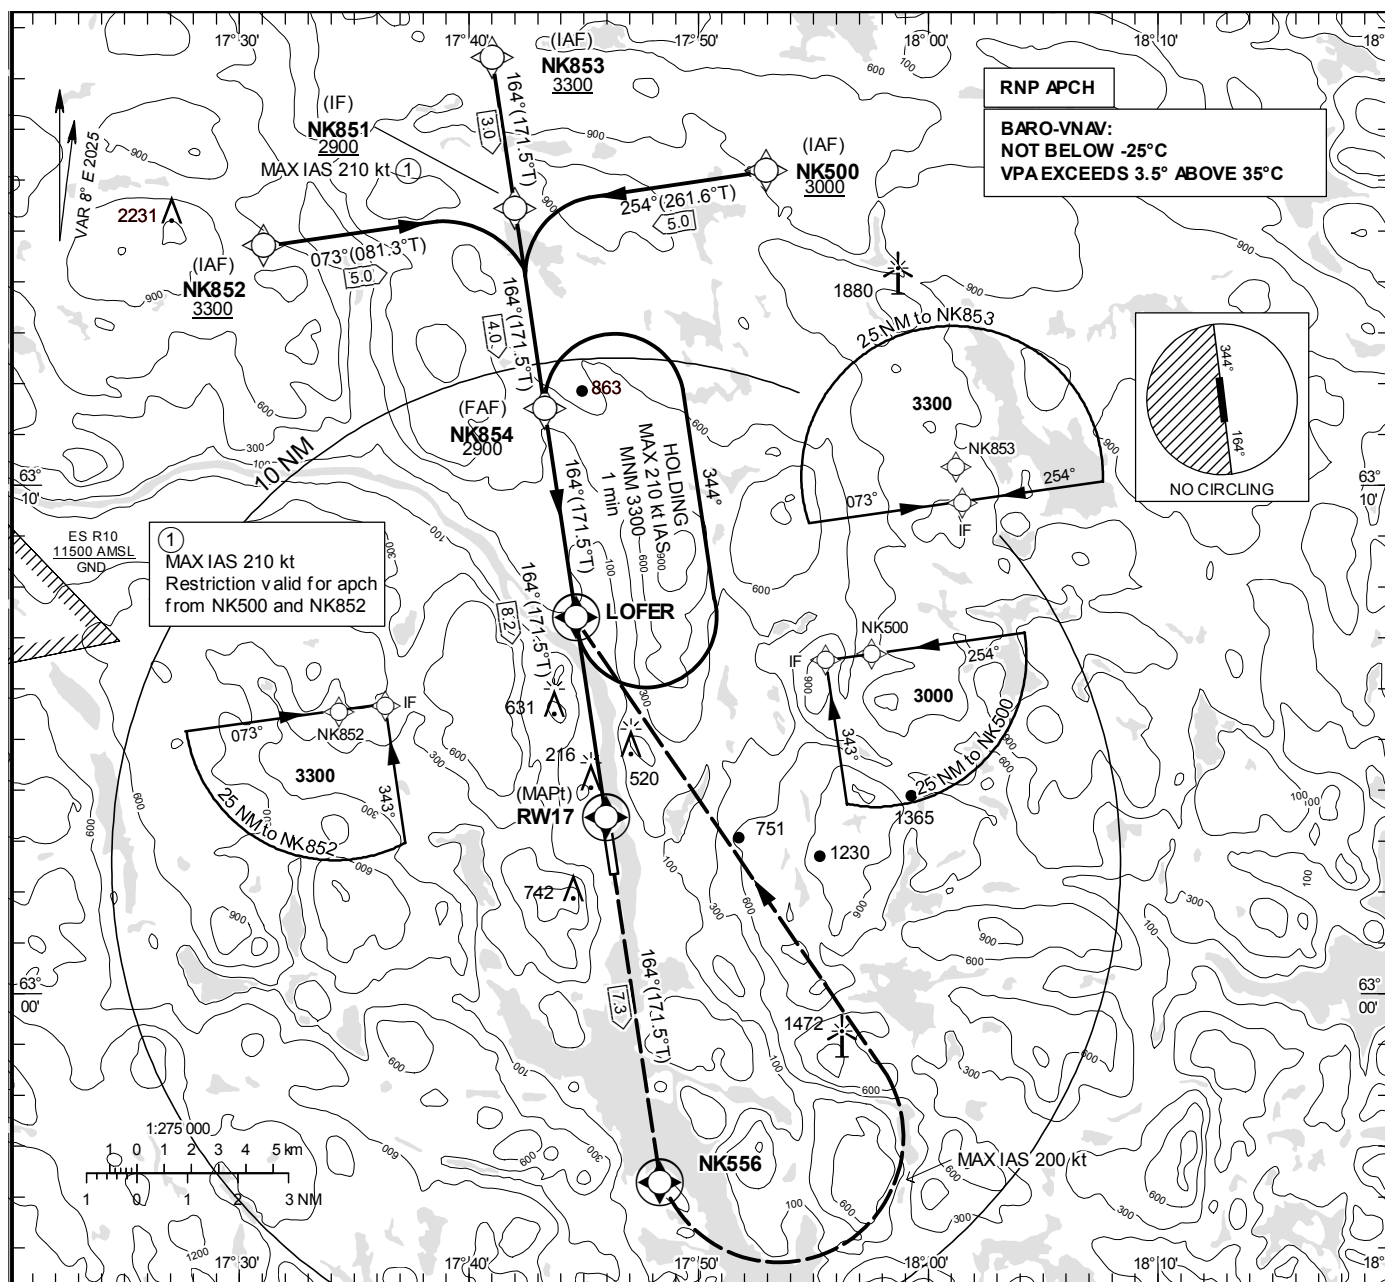 17°30'
17°40'
17°50'
18°00'
18°10'
(IAF)
NK853
3300
RNP APCH
BARO-VNAV:
NOT BELOW -25°C
VPA EXCEEDS 3.5° ABOVE 35°C
(IF)
NK851
2900
MAX IAS 210 kt 1
164°(171.5°T)
3.0
(IAF)
NK500
3000
254°(261.6°T)
5.0
VAR 8° E 2025
2231
(IAF)
NK852
3300
073°(081.3°T)
5.0
164°(171.5°T)
4.0
1880
25 NM to NK853
3300
NK853
073°
254°
IF
344°
164°
NO CIRCLING
863
(FAF)
NK854
2900
10 NM
HOLDING
MAX 210 kt IAS
MNM 3300
1 min
344°
164°(171.5°T)
63°
10'
63°
10'
ES R10
11500 AMSL
GND
1
MAX IAS 210 kt
Restriction valid for apch
from NK500 and NK852
164°(171.5°T)
8.2
LOFER
NK500
IF
254°
3000
343°
25 NM to NK500
1365
IF
073°
NK852
3300
343°
25 NM to NK852
631
216
520
(MAPt)
RW17
751
1230
742
164°(171.5°T)
7.3
63°
00'
63°
00'
1472
1:275 000
1 0 1 2 3 4 5 km
1 0 1 2 3 NM
NK556
MAX IAS 200 kt
17°30'
17°40'
17°50'
18°00'
18°10'